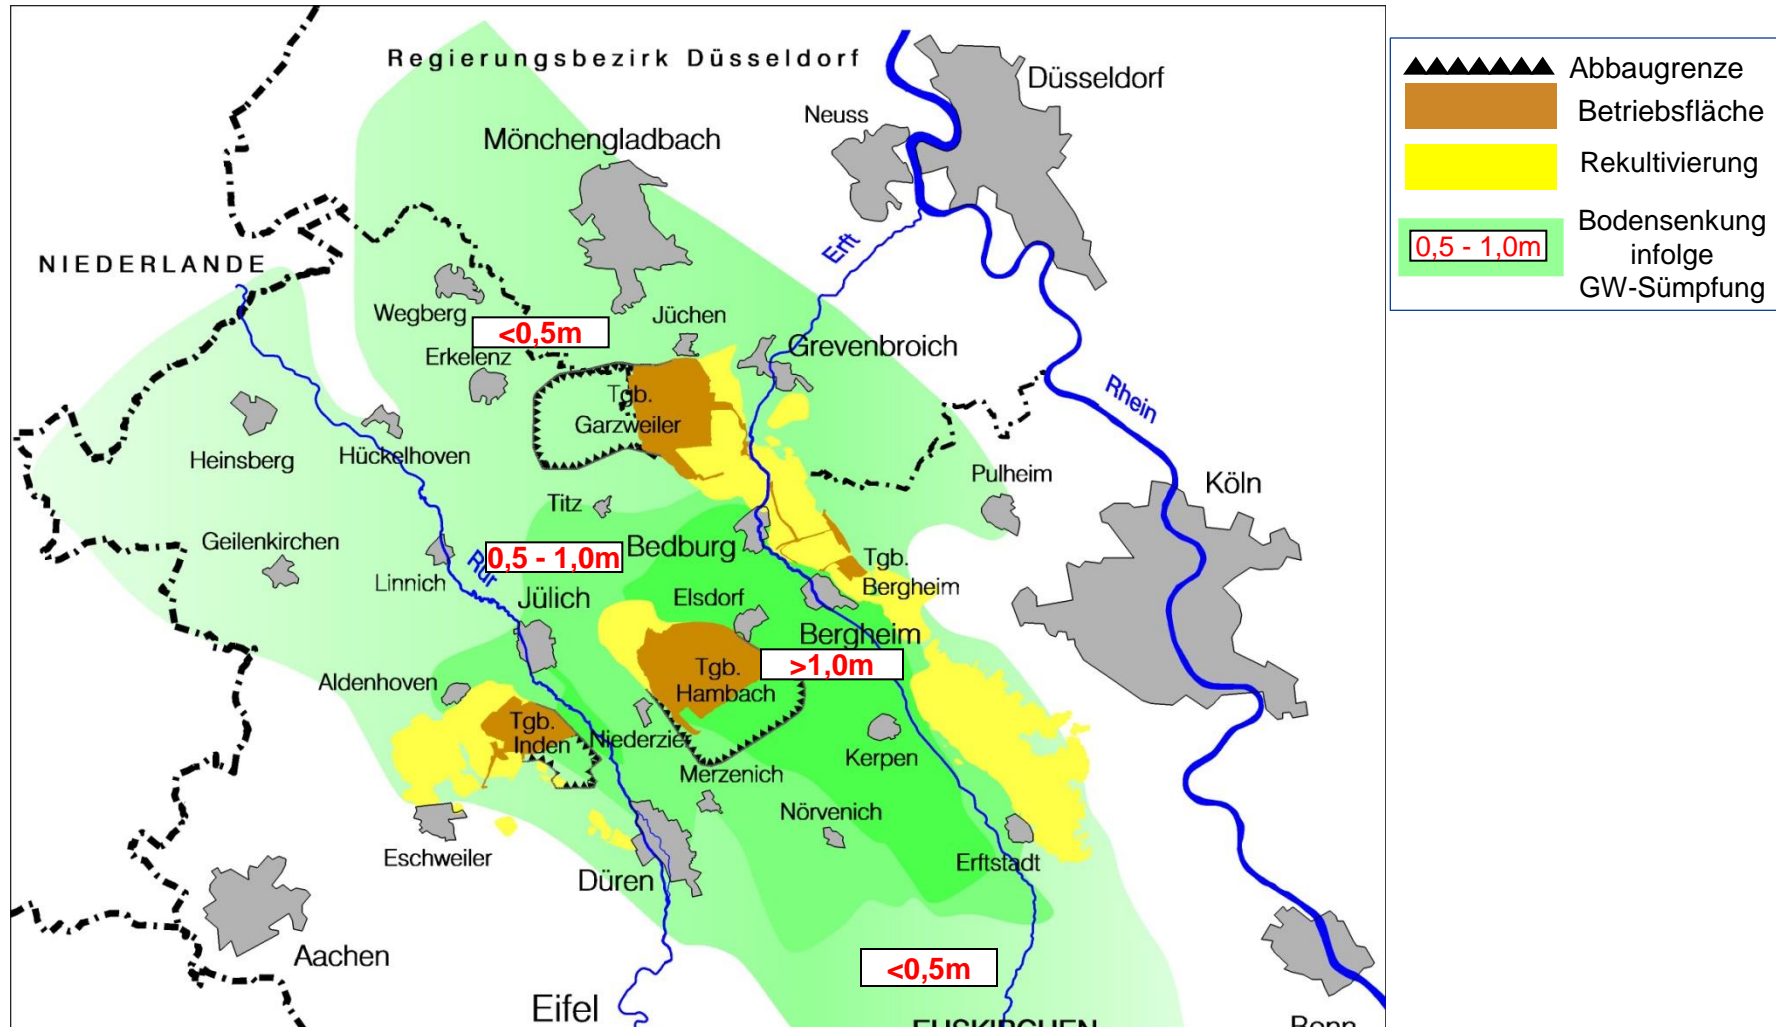 Regierungsbezirk Düsseldorf
Düsseldorf
Neuss
Mönchengladbach
Erft
NIEDERLANDE
Wegberg
<0,5m
Jüchen
Erkelenz
Grevenbroich
Rhein
Tgb.
Garzweiler
Heinsberg
Hückelhoven
Pulheim
Köln
Titz
Geilenkirchen
0,5 - 1,0m
Bedburg
Linnich
Rur
Tgb.
Bergheim
Jülich
Elsdorf
Bergheim
>1,0m
Tgb.
Hambach
Aldenhoven
Tgb.
Inden
Niederzier
Kerpen
Merzenich
Nörvenich
Eschweiler
Düren
Erftstadt
Aachen
<0,5m
Eifel
EUSKIRCHEN
Bonn
Abbaugrenze
Betriebsfläche
Rekultivierung
0,5 - 1,0m
Bodensenkung
infolge
GW-Sümpfung